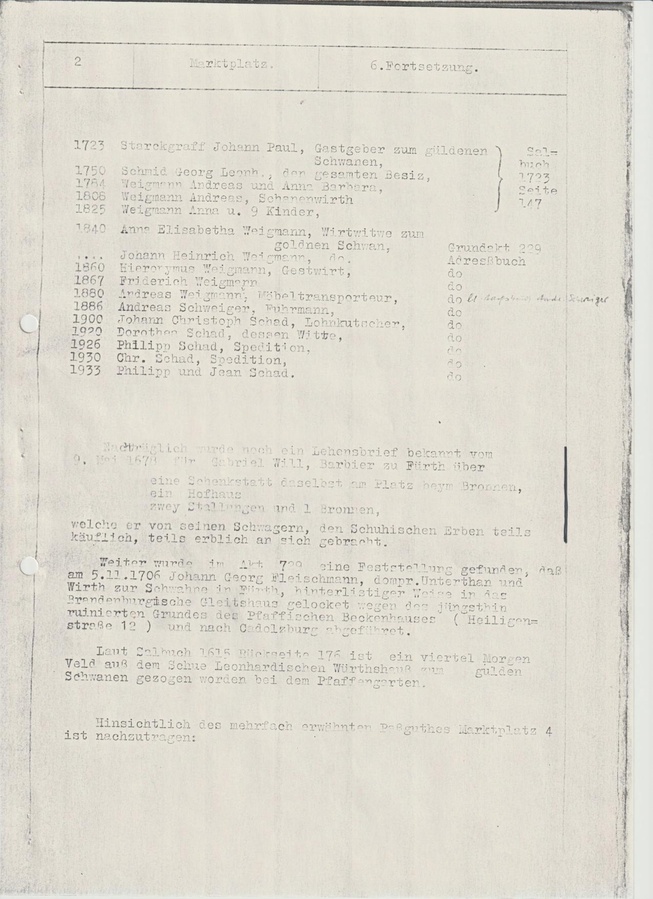 2 Marktplatz. 6.Fortsetzung.
1723 Sterckgraff Johann Paul, Gastgeber zum güldenen Sal=
Schwanen, buch
1750 Schmid Georg Leonh., den gesamten Besiz, 1723
1784 Weigmann Andreas und Anna Barbara, Seite
1808 Weigmann Andreas, Schanenwirth 147
1825 Weigmann Anna u. 9 Kinder,
1840 Anna Elisabetha Weigmann, Wirtwitwe zum
goldnen Schwan, Grundakt 229
.... Johann Heinrich Weigmann, do. Adreßbuch
1860 Hieronymus Weigmann, Gastwirt, do
1867 Friderich Weigmann do
1880 Andreas Weigmann, Möbeltransporteur, do
1886 Andreas Schweiger, Fuhrmann, do
1900 Johann Christoph Schad, Lohnkutscher, do
1920 Dorothea Schad, dessen Witte, do
1926 Philipp Schad, Spedition, do
1930 Chr. Schad, Spedition, do
1933 Philipp und Jean Schad. do
Nachträglich wurde noch ein Lehensbrief bekannt vom
9. Mai 1678 für Gabriel Will, Barbier zu Fürth über
eine Schenkstatt daselbst am Platz beym Bronnen,
ein Hofhaus
zwey Stallungen und 1 Bronnen,
welche er von seinen Schwagern, den Schuhischen Erben teils
käuflich, teils erblich an sich gebracht.
Weiter wurde im Akt eine Feststellung gefunden, daß
am 5.11.1706 Johann Georg Fleischmann, dompr.Unterthan und
Wirth zur Schwahne in Fürth, hinterlistiger Weise in das
Brandenburgische Gleitshaus gelocket wegen des jüngsthin
ruinierten Grundes des Pfaffischen Beckenhauses ( Heiligen=
straße 12 ) und nach Cadolzburg abgeführet.
Laut Salbuch 1615 Rückseite 176 ist ein viertel Morgen
Veld auß dem Schue Leonhardischen Würthshauß zum gulden
Schwanen gezogen worden bei dem Pfaffengarten.
Hinsichtlich des mehrfach erwähnten Marktplatz 4
ist nachzutragen: